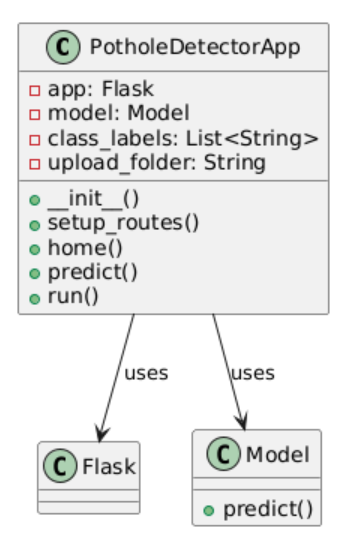 C PotholeDetectorApp
app: Flask
model: Model
class_labels: List<String>
upload_folder: String
__init__()
setup_routes()
home()
predict()
run()
uses
uses
C Flask
C Model
predict()